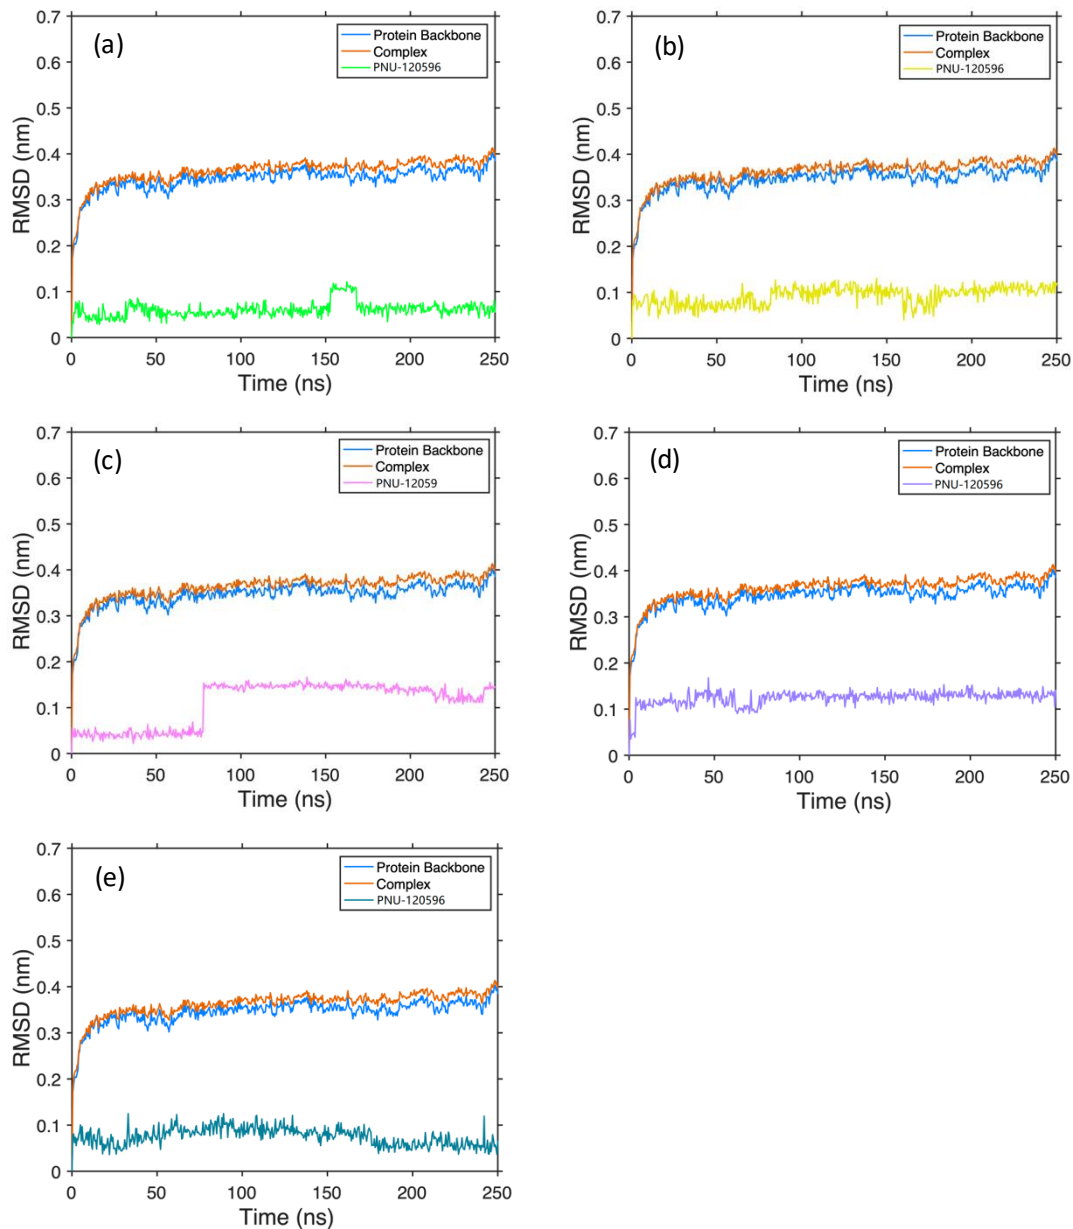 (a)
Protein Backbone
Complex
PNU-120596
RMSD (nm)
0.7
0.6
0.5
0.4
0.3
0.2
0.1
0
0 50 100 150 200 250
Time (ns)
(b)
Protein Backbone
Complex
PNU-120596
RMSD (nm)
0.7
0.6
0.5
0.4
0.3
0.2
0.1
0
0 50 100 150 200 250
Time (ns)
(c)
Protein Backbone
Complex
PNU-12059
RMSD (nm)
0.7
0.6
0.5
0.4
0.3
0.2
0.1
0
0 50 100 150 200 250
Time (ns)
(d)
Protein Backbone
Complex
PNU-120596
RMSD (nm)
0.7
0.6
0.5
0.4
0.3
0.2
0.1
0
0 50 100 150 200 250
Time (ns)
(e)
Protein Backbone
Complex
PNU-120596
RMSD (nm)
0.7
0.6
0.5
0.4
0.3
0.2
0.1
0
0 50 100 150 200 250
Time (ns)